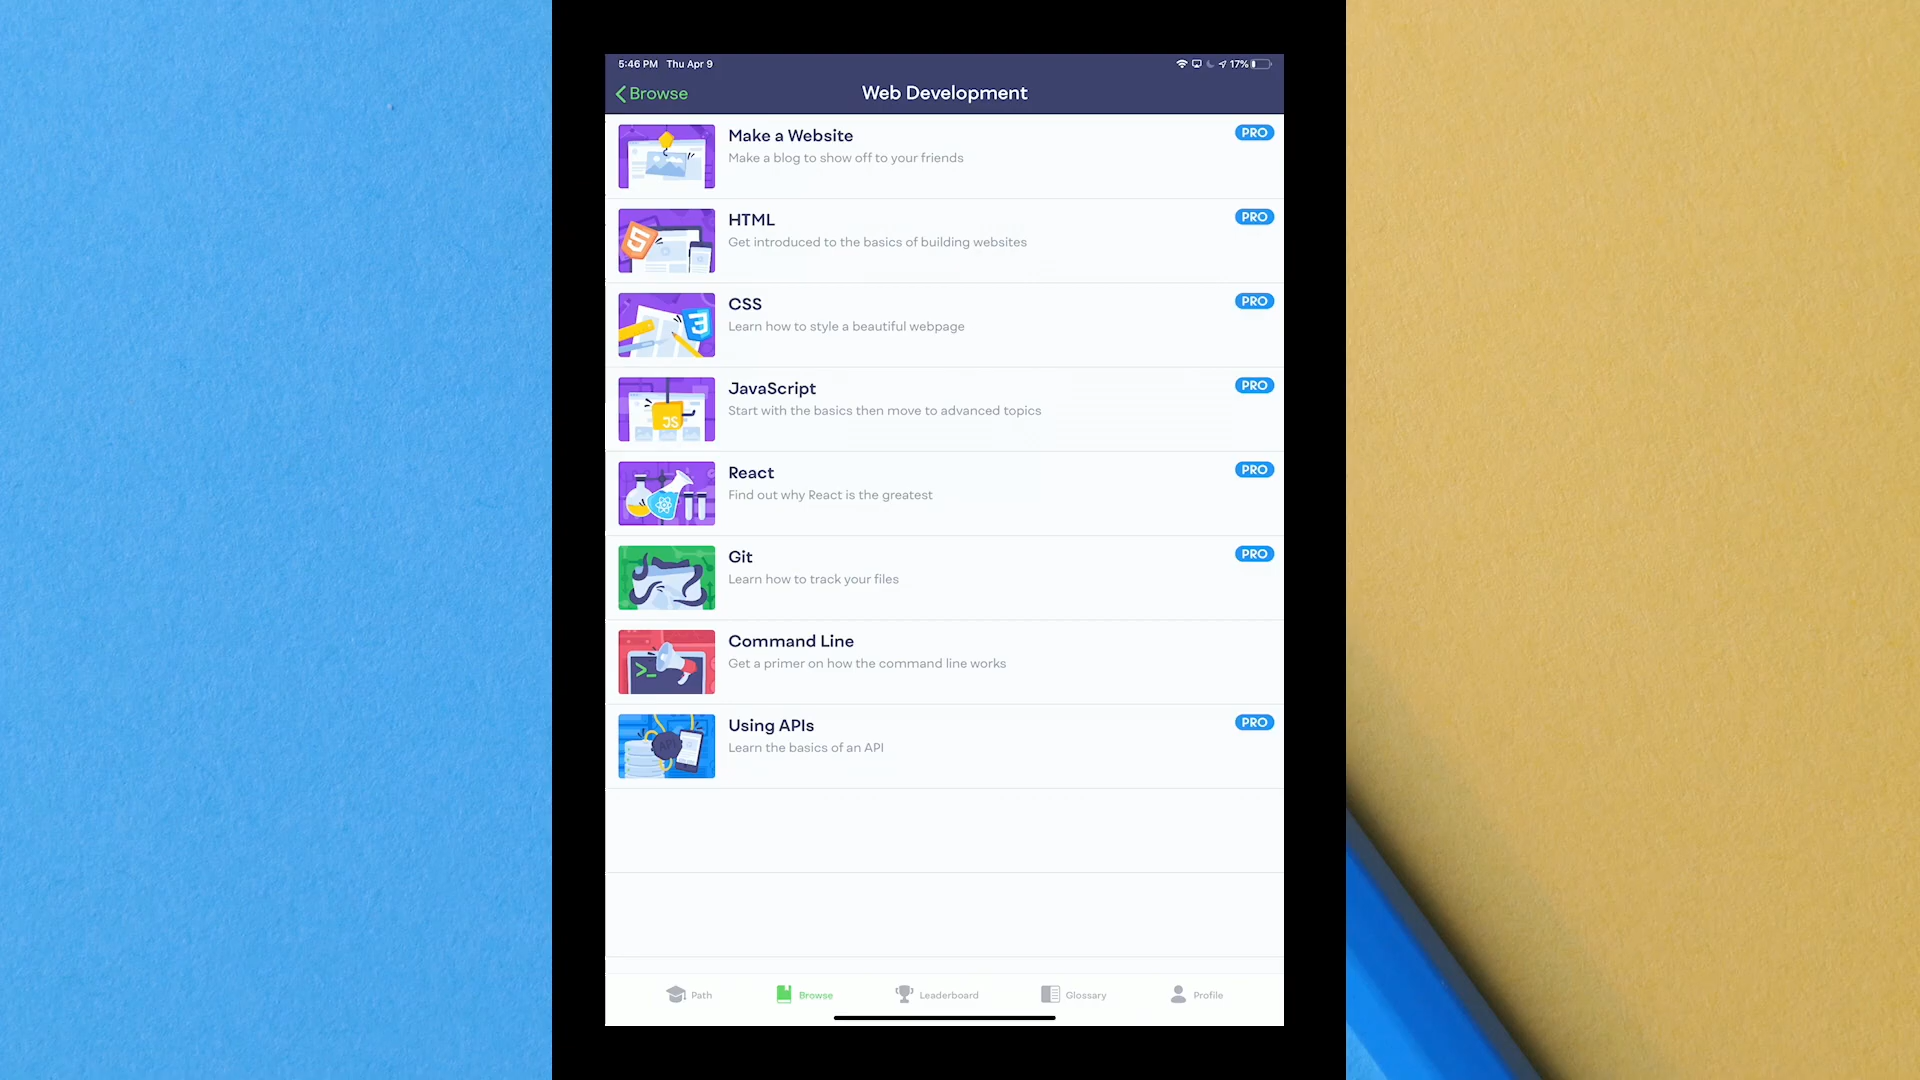 5:46 PM Thu Apr 9
17%
Browse
Web Development
Make a Website
PRO
Make a blog to show off to your friends
5
HTML
PRO
Get introduced to the basics of building websites
3
CSS
PRO
Learn how to style a beautiful webpage
JS
JavaScript
PRO
Start with the basics then move to advanced topics
React
PRO
Find out why React is the greatest
Git
PRO
Learn how to track your files
>_
Command Line
Get a primer on how the command line works
API
Using APIs
PRO
Learn the basics of an API
Path
Browse
Leaderboard
Glossary
Profile